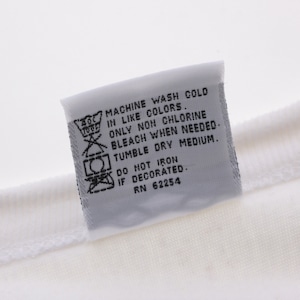 MACHINE WASH COLD
IN LIKE COLORS.
ONLY NON CHLORINE
BLEACH WHEN NEEDED.
TUMBLE DRY MEDIUM.
DO NOT IRON
IF DECORATED.
RN 62254